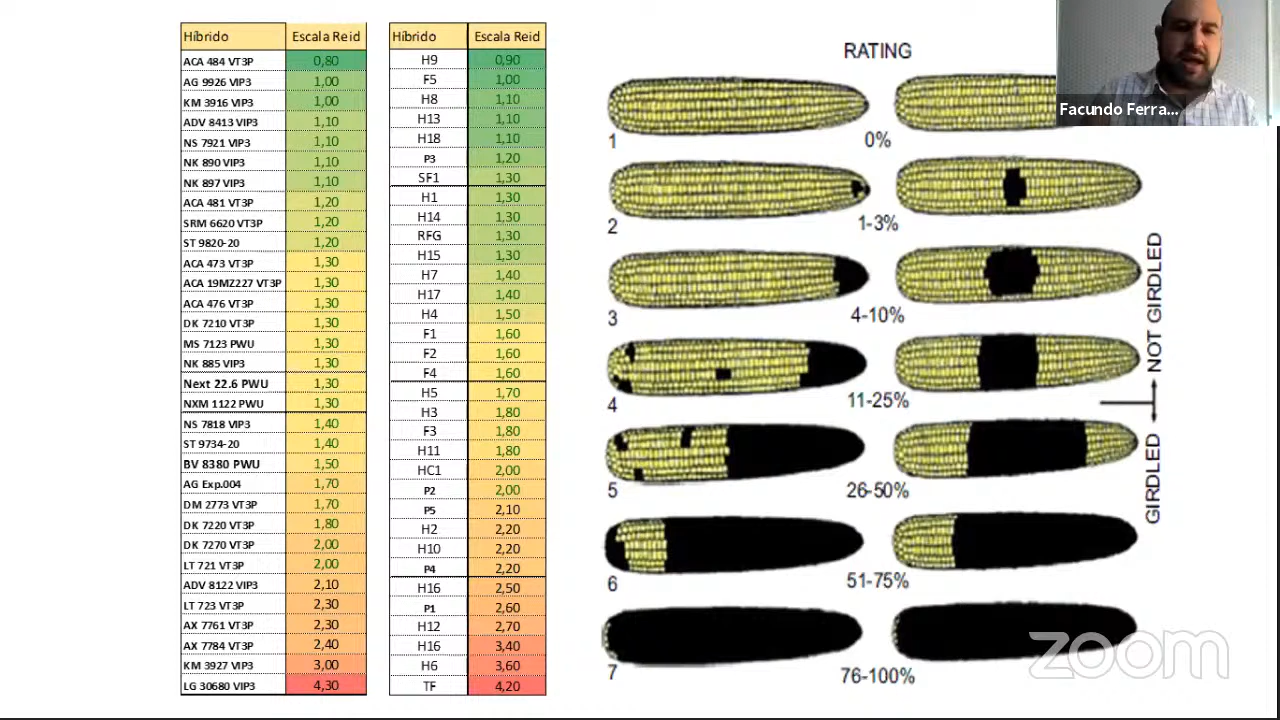 Híbrido Escala Reid
ACA 484 VT3P 0,80
AG 9926 VIP3 1,00
KM 3916 VIP3 1,00
ADV 8413 VIP3 1,10
NS 7921 VIP3 1,10
NK 890 VIP3 1,10
NK 897 VIP3 1,10
ACA 481 VT3P 1,20
SRM 6620 VT3P 1,20
ST 9820-20 1,20
ACA 473 VT3P 1,30
ACA 19MZ227 VT3P 1,30
ACA 476 VT3P 1,30
DK 7210 VT3P 1,30
MS 7123 PWU 1,30
NK 885 VIP3 1,30
Next 22.6 PWU 1,30
NXM 1122 PWU 1,30
NS 7818 VIP3 1,40
ST 9734-20 1,40
BV 8380 PWU 1,50
AG Exp.004 1,70
DM 2773 VT3P 1,70
DK 7220 VT3P 1,80
DK 7270 VT3P 2,00
LT 721 VT3P 2,00
ADV 8122 VIP3 2,10
LT 723 VT3P 2,30
AX 7761 VT3P 2,30
AX 7784 VT3P 2,40
KM 3927 VIP3 3,00
LG 30680 VIP3 4,30
Híbrido Escala Reid
H9 0,90
F5 1,00
H8 1,10
H13 1,10
H18 1,10
P3 1,20
SF1 1,30
H1 1,30
H14 1,30
RFG 1,30
H15 1,30
H7 1,40
H17 1,40
H4 1,50
F1 1,60
F2 1,60
F4 1,60
H5 1,70
H3 1,80
F3 1,80
H11 1,80
HC1 2,00
P2 2,00
P5 2,10
H2 2,20
H10 2,20
P4 2,20
H16 2,50
P1 2,60
H12 2,70
H16 3,40
H6 3,60
TF 4,20
RATING
1 0%
2 1-3%
3 4-10%
4 11-25%
5 26-50%
6 51-75%
7 76-100%
NOT GIRDLED
GIRDLED
Facundo Ferra...
zoom